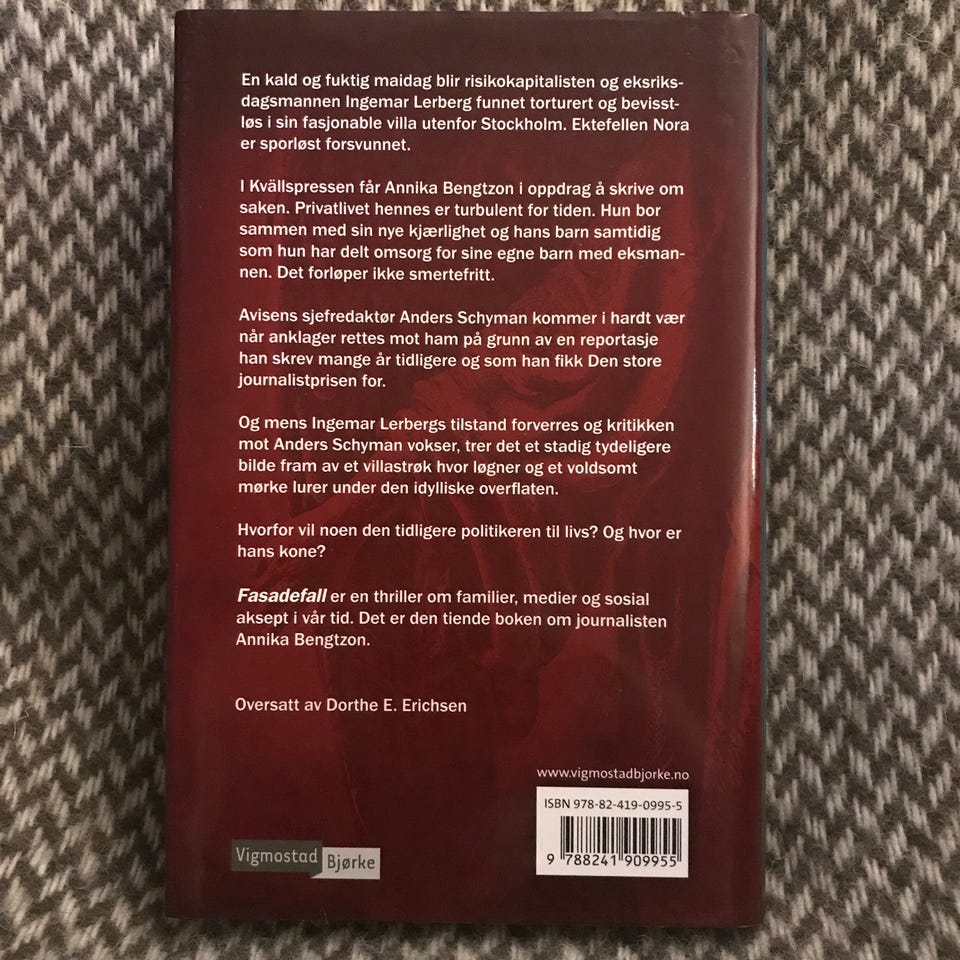 En kald og fuktig maidag blir risikokapitalisten og eksriks-
dagsmannen Ingemar Lerberg funnet torturert og bevisst-
løs i sin fasjonable villa utenfor Stockholm. Ektefellen Nora
er sporløst forsvunnet.
I Kvällspressen får Annika Bengtzon i oppdrag å skrive om
saken. Privatlivet hennes er turbulent for tiden. Hun bor
sammen med sin nye kjærlighet og hans barn samtidig
som hun har delt omsorg for sine egne barn med eksman-
nen. Det forløper ikke smertefritt.
Avisens sjefredaktør Anders Schyman kommer i hardt vær
når anklager rettes mot ham på grunn av en reportasje
han skrev mange år tidligere og som han fikk Den store
journalistprisen for.
Og mens Ingemar Lerbergs tilstand forverres og kritikken
mot Anders Schyman vokser, trer det et stadig tydeligere
bilde fram av et villastrøk hvor løgner og et voldsomt
mørke lurer under den idylliske overflaten.
Hvorfor vil noen den tidligere politikeren til livs? Og hvor er
hans kone?
Fasadefall er en thriller om familier, medier og sosial
aksept i vår tid. Det er den tiende boken om journalisten
Annika Bengtzon.
Oversatt av Dorthe E. Erichsen
www.vigmostadbjorke.no
ISBN 978-82-419-0995-5
9 788241 909955
Vigmostad Bjørke